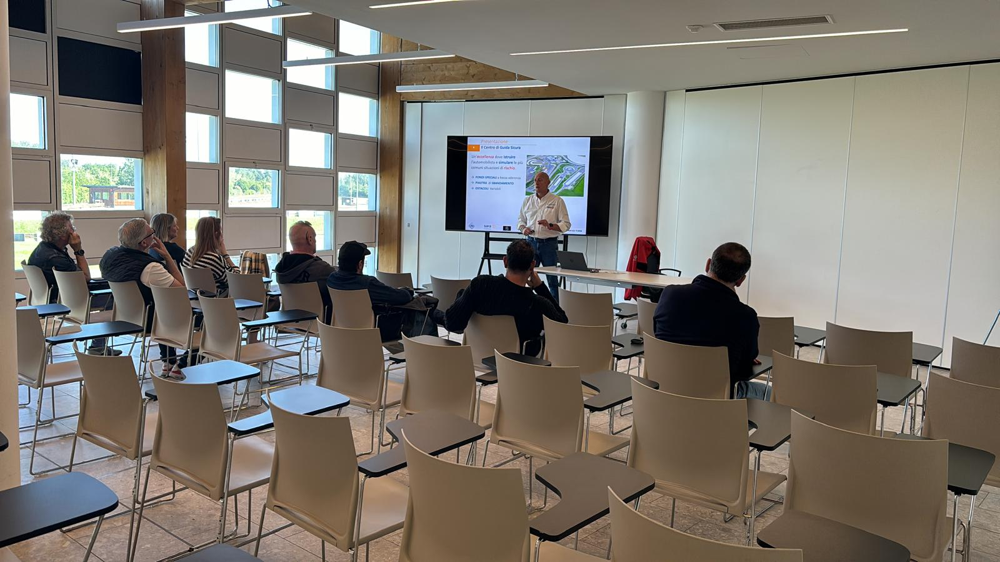 Presentazione
Il Centro di Guida Sicura
Un'eccellenza dove istruire
l'automobilista e simulare le più
comuni situazioni di rischio.
→ FONDI SPECIALI a bassa aderenza
→ PIASTRA di SBANDAMENTO
→ OSTACOLI Variabili
sara